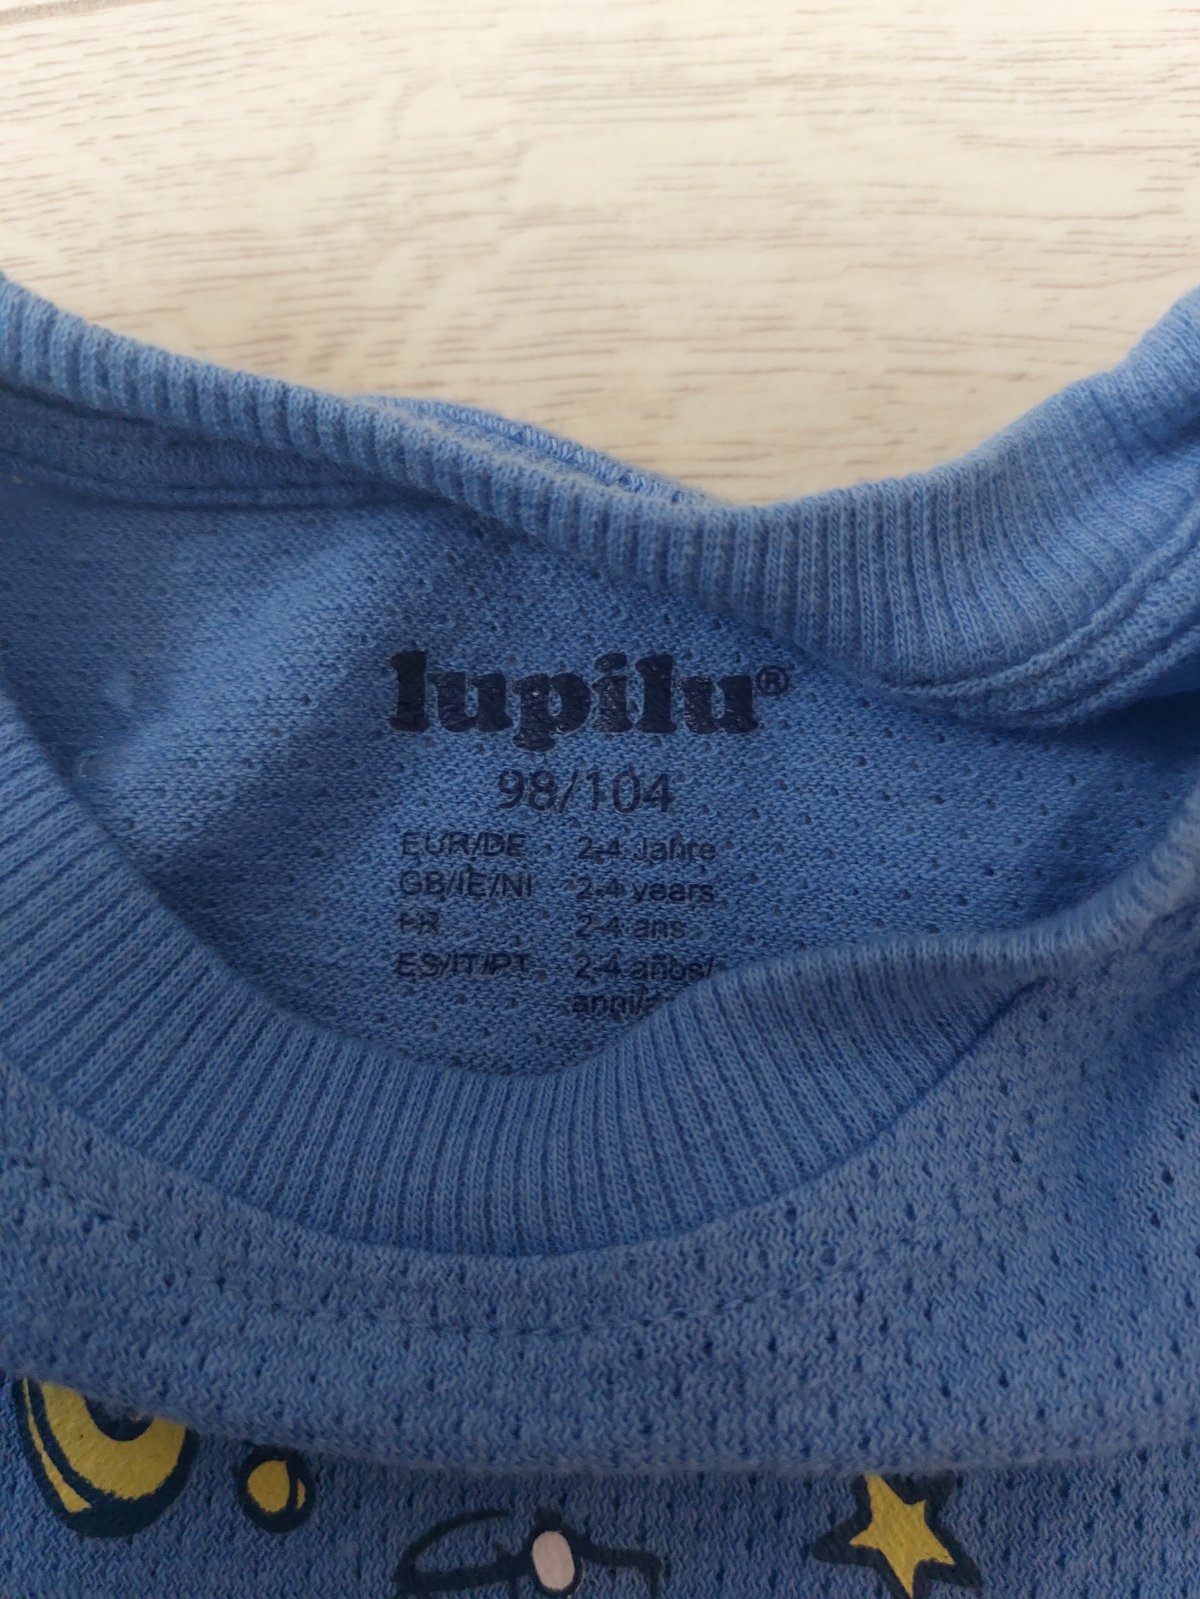 lupilu®
98/104
EUR/DE 2-4 Jahre
GB/IE/NI 2-4 years
FR 2-4 ans
ES/IT/PT 2-4 años/
anni/